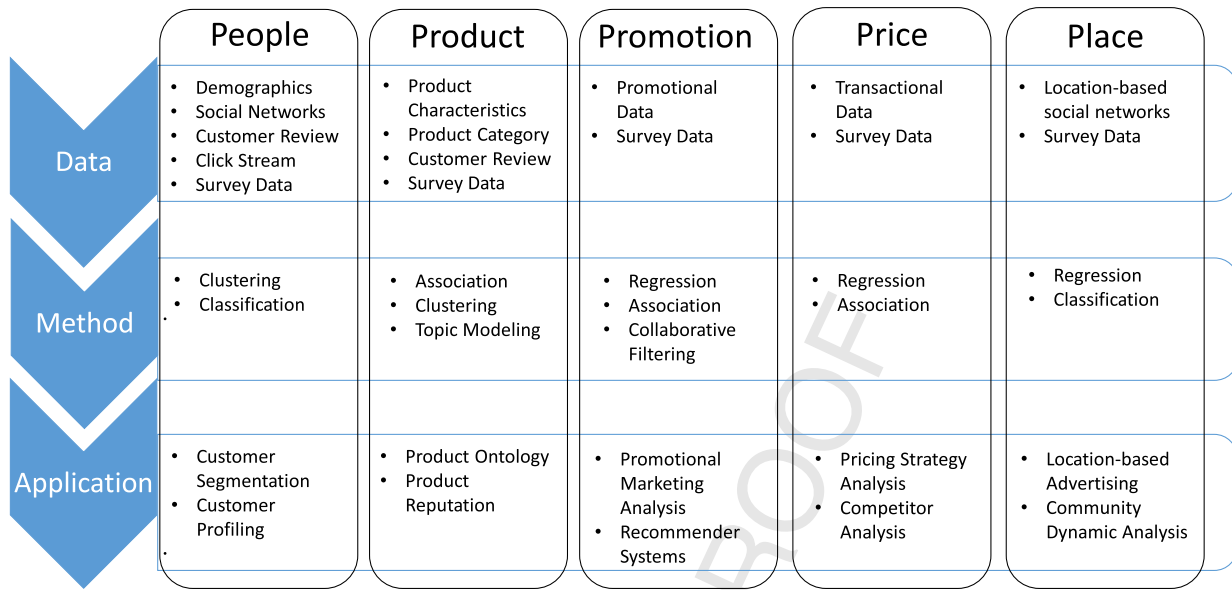 People
Product
Promotion
Price
Place
Data
• Demographics
• Social Networks
• Customer Review
• Click Stream
• Survey Data
• Product
Characteristics
• Product Category
• Customer Review
• Survey Data
• Promotional
Data
• Survey Data
• Transactional
Data
• Survey Data
• Location-based
social networks
• Survey Data
Method
• Clustering
• Classification
• Association
• Clustering
• Topic Modeling
• Regression
• Association
• Collaborative
Filtering
• Regression
• Association
• Regression
• Classification
Application
• Customer
Segmentation
• Customer
Profiling
• Product Ontology
• Product
Reputation
• Promotional
Marketing
Analysis
• Recommender
Systems
• Pricing Strategy
Analysis
• Competitor
Analysis
• Location-based
Advertising
• Community
Dynamic Analysis
ROOF